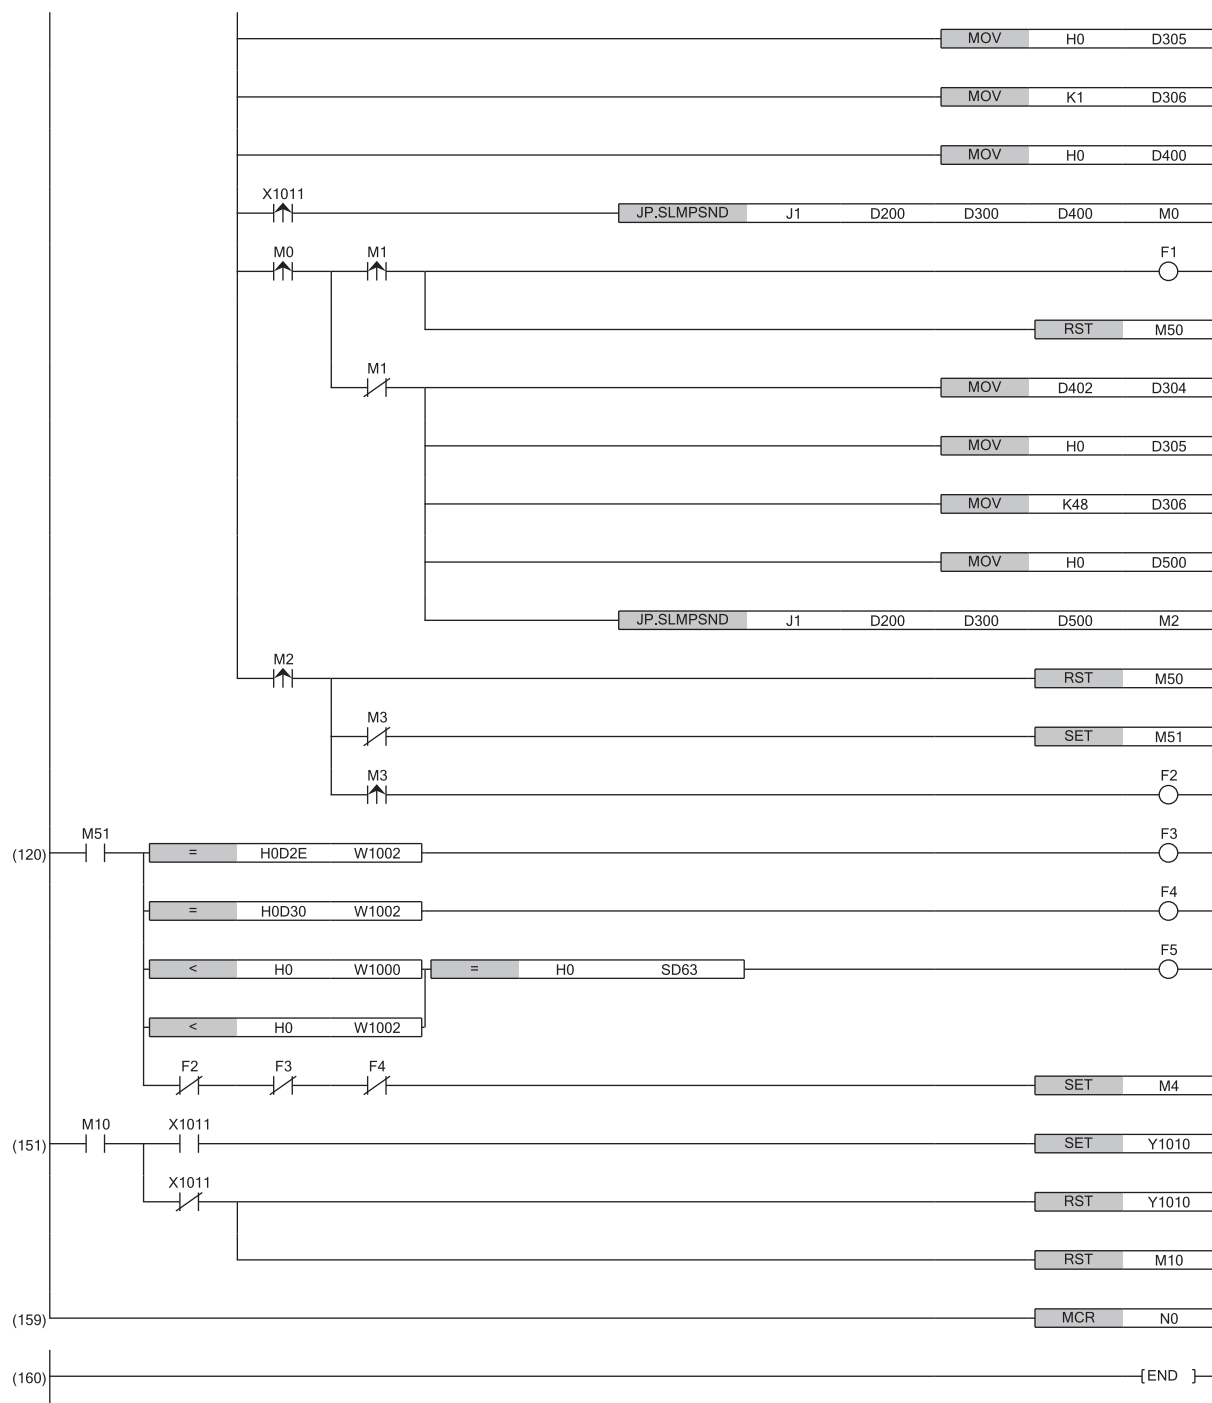 MOV H0 D305
MOV K1 D306
MOV H0 D400
X1011
JP.SLMPSND J1 D200 D300 D400 M0
M0 M1 F1
RST M50
M1
MOV D402 D304
MOV H0 D305
MOV K48 D306
MOV H0 D500
JP.SLMPSND J1 D200 D300 D500 M2
M2
RST M50
M3
SET M51
M3 F2
M51 F3
(120) = H0D2E W1002
F4
= H0D30 W1002
F5
< H0 W1000 = H0 SD63
< H0 W1002
F2 F3 F4
SET M4
M10 X1011
(151) SET Y1010
X1011
RST Y1010
RST M10
(159) MCR N0
(160) [END ]